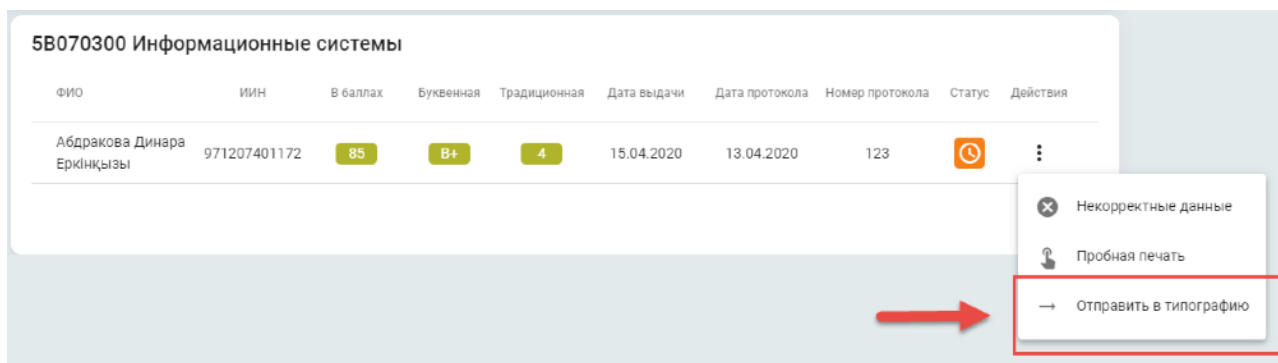 5B070300 Информационные системы
ФИО ИИН В баллах Буквенная Традиционная Дата выдачи Дата протокола Номер протокола Статус Действия
Абдракова Динара
Еркінқызы 971207401172 85 B+ 4 15.04.2020 13.04.2020 123
Некорректные данные
Пробная печать
Отправить в типографию